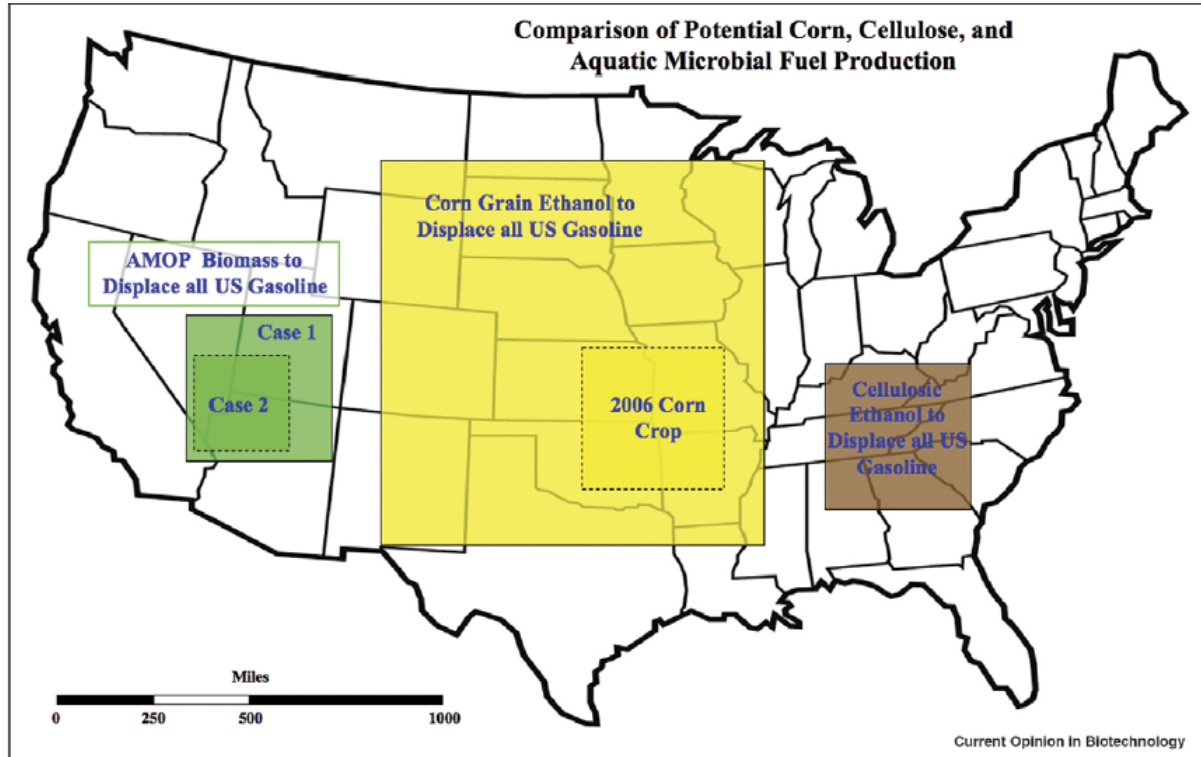 Comparison of Potential Corn, Cellulose, and
Aquatic Microbial Fuel Production
Corn Grain Ethanol to
Displace all US Gasoline
AMOP Biomass to
Displace all US Gasoline
Case 1
Case 2
2006 Corn
Crop
Cellulosic
Ethanol to
Displace all US
Gasoline
Miles
0 250 500 1000
Current Opinion in Biotechnology